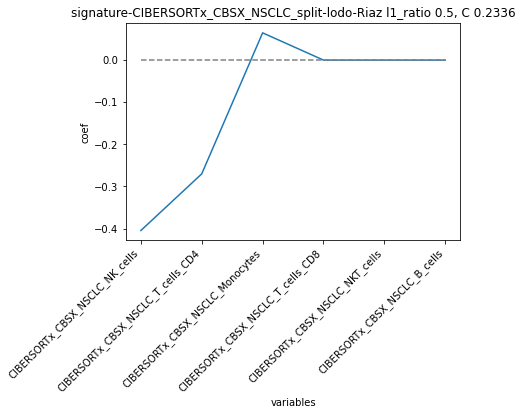 signature-CIBERSORTx_CBSX_NSCLC_split-lodo-Riaz l1_ratio 0.5, C 0.2336
0.0
−0.1
−0.2
−0.3
−0.4
coef
CIBERSORTx_CBSX_NSCLC_NK_cells
CIBERSORTx_CBSX_NSCLC_T_cells_CD4
CIBERSORTx_CBSX_NSCLC_Monocytes
CIBERSORTx_CBSX_NSCLC_T_cells_CD8
CIBERSORTx_CBSX_NSCLC_NKT_cells
CIBERSORTx_CBSX_NSCLC_B_cells
variables